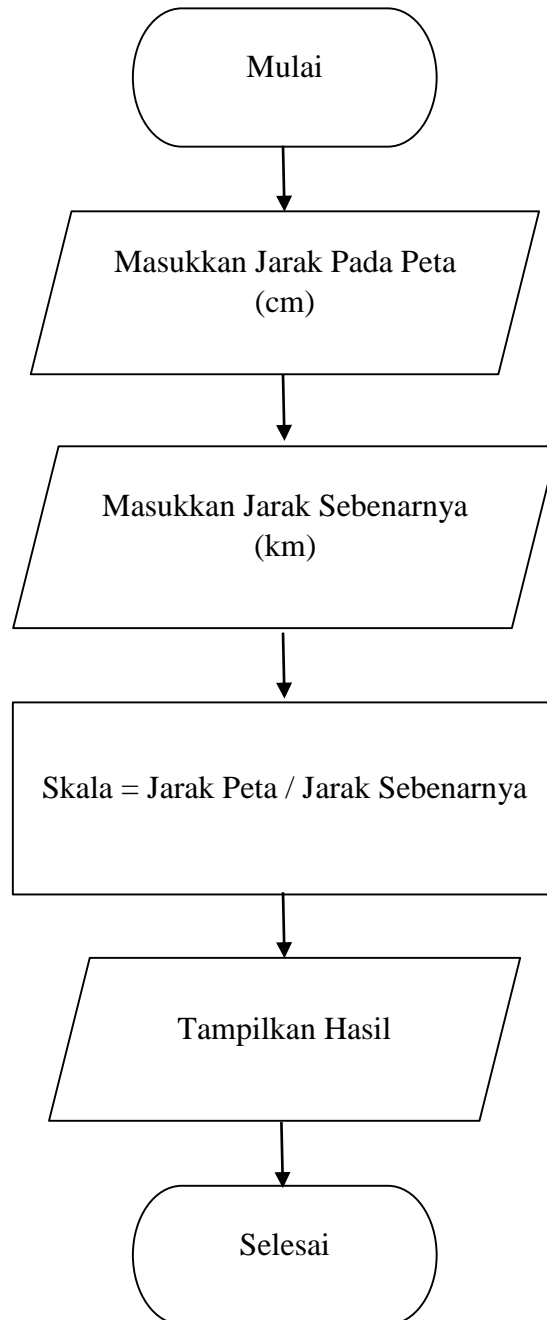 Mulai
Masukkan Jarak Pada Peta
(cm)
Masukkan Jarak Sebenarnya
(km)
Skala = Jarak Peta / Jarak Sebenarnya
Tampilkan Hasil
Selesai